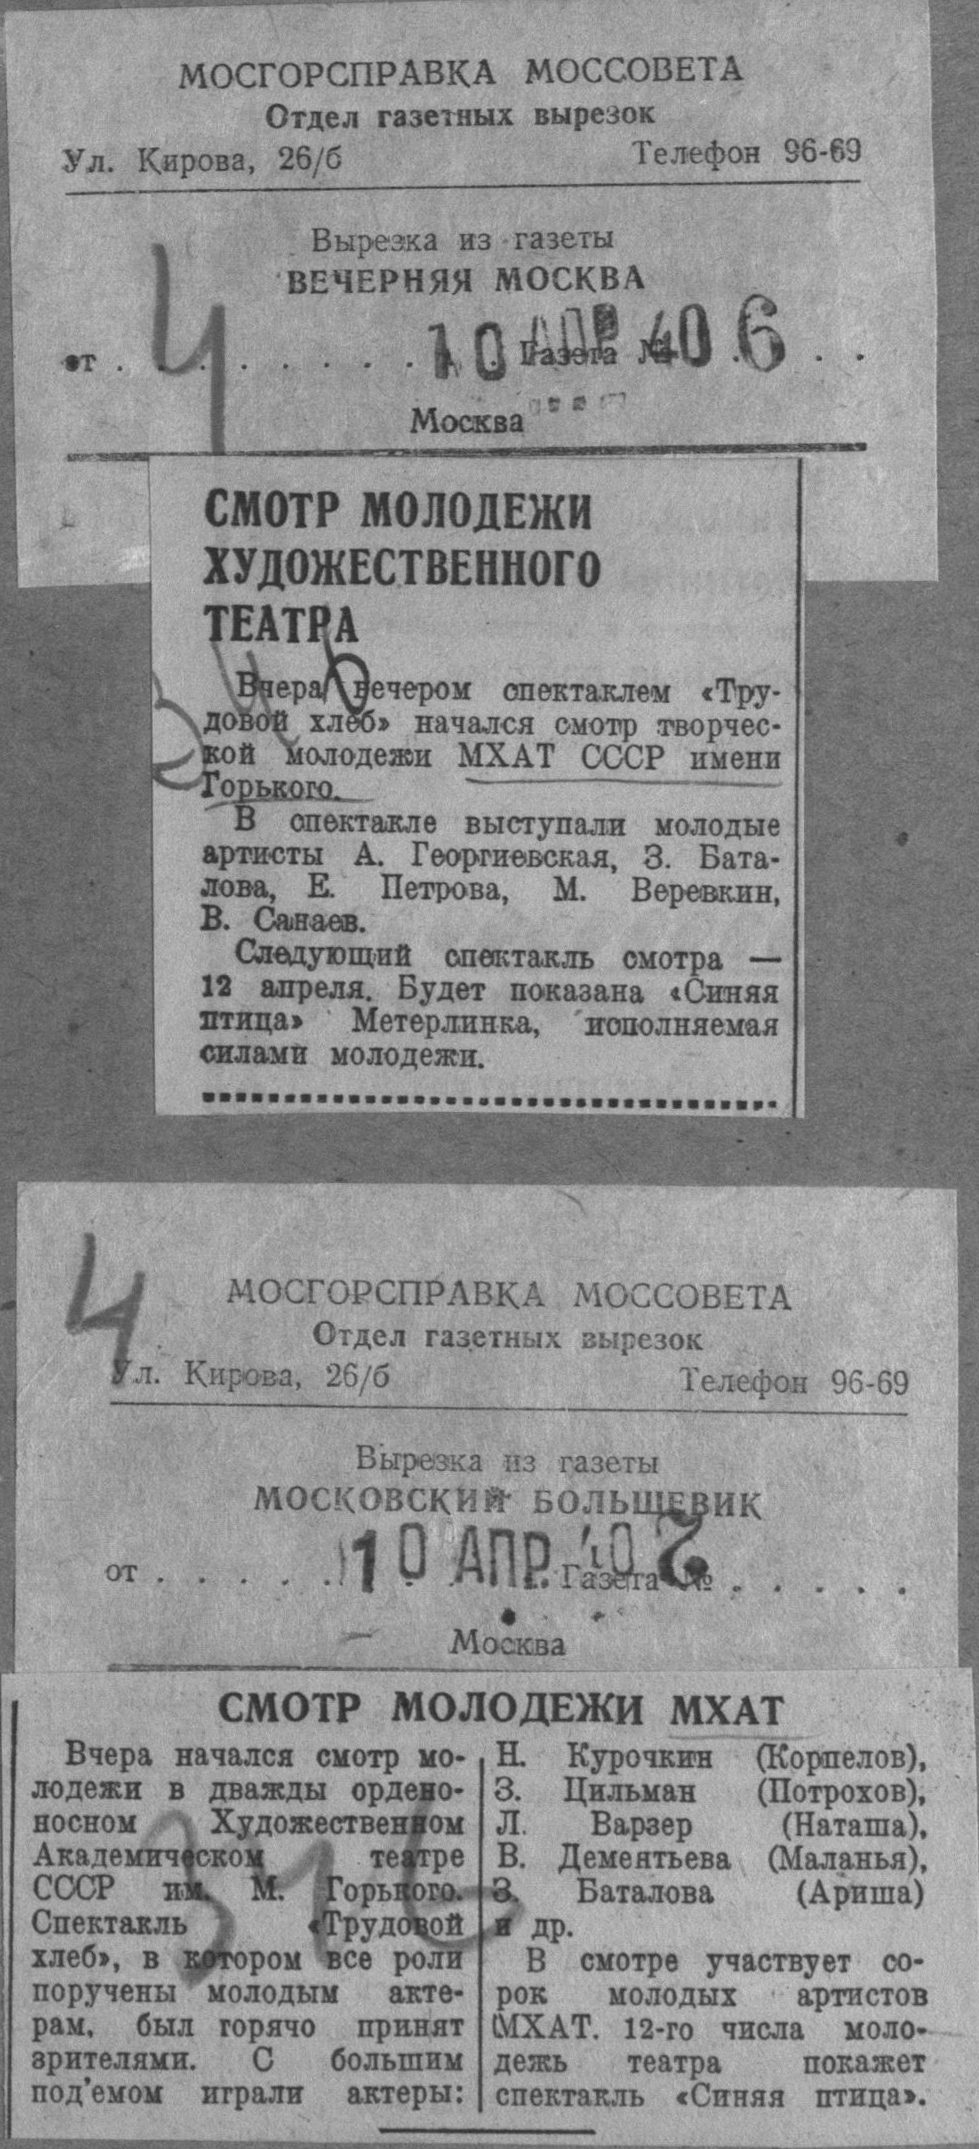 МОСГОРСПРАВКА МОССОВЕТА
Отдел газетных вырезок
Ул. Кирова, 26/б Телефон 96-69
Вырезка из газеты
ВЕЧЕРНЯЯ МОСКВА
4
от . . . . . . . . 10 АПР 40 Газета № 6 . .
Москва
СМОТР МОЛОДЕЖИ
ХУДОЖЕСТВЕННОГО
ТЕАТРА
Вчера вечером спектаклем «Тру-
довой хлеб» начался смотр творчес-
кой молодежи МХАТ СССР имени
Горького.
В спектакле выступали молодые
артисты А. Георгиевская, З. Бата-
лова, Е. Петрова, М. Веревкин,
В. Санаев.
Следующий спектакль смотра —
12 апреля. Будет показана «Синяя
птица» Метерлинка, исполняемая
силами молодежи.
4
МОСГОРСПРАВКА МОССОВЕТА
Отдел газетных вырезок
Ул. Кирова, 26/б Телефон 96-69
Вырезка из газеты
МОСКОВСКИЙ БОЛЬШЕВИК
от . . . . . 10 АПР. 40 Газета № . . . . .
Москва
СМОТР МОЛОДЕЖИ МХАТ
Вчера начался смотр мо-
лодежи в дважды ордено-
носном Художественном
Академическом театре
СССР им. М. Горького.
Спектакль «Трудовой
хлеб», в котором все роли
поручены молодым акте-
рам, был горячо принят
зрителями. С большим
под'емом играли актеры:
Н. Курочкин (Корпелов),
З. Цильман (Потрохов),
Л. Варзер (Наташа),
В. Дементьева (Маланья),
З. Баталова (Ариша)
и др.
В смотре участвует со-
рок молодых артистов
МХАТ. 12-го числа моло-
дежь театра покажет
спектакль «Синяя птица».